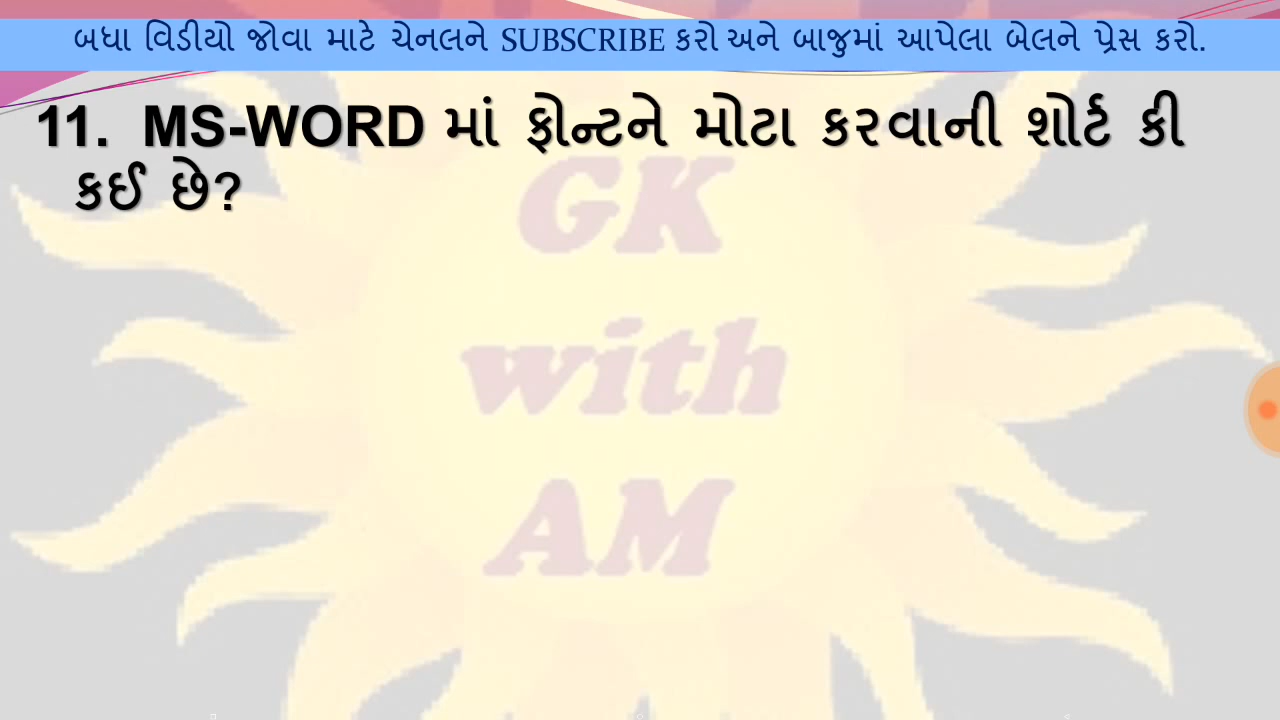 બધા વિડીયો જોવા માટે ચેનલને SUBSCRIBE કરો અને બાજુમાં આપેલા બેલને પ્રેસ કરો.
11. MS-WORD માં ફોન્ટને મોટા કરવાની શોર્ટ કી
કઈ છે?
GK
with
AM